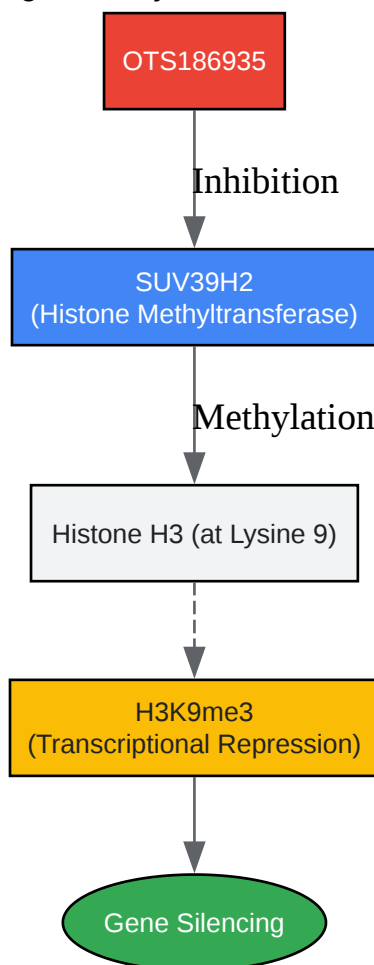 OTS186935
Inhibition
SUV39H2
(Histone Methyltransferase)
Methylation
Histone H3 (at Lysine 9)
H3K9me3
(Transcriptional Repression)
Gene Silencing